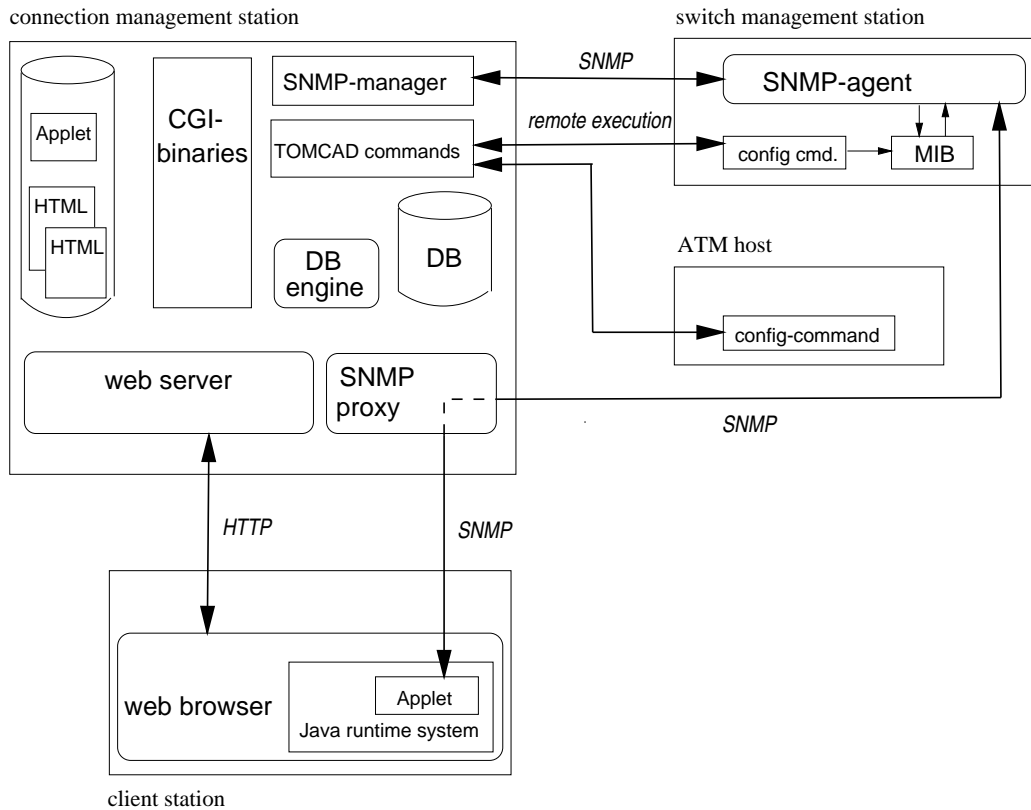 connection management station
switch management station
SNMP-manager
SNMP
SNMP-agent
Applet
CGI-
binaries
TOMCAD commands
remote execution
config cmd.
MIB
HTML
HTML
DB
engine
DB
ATM host
config-command
web server
SNMP
proxy
SNMP
HTTP
SNMP
web browser
Applet
Java runtime system
client station